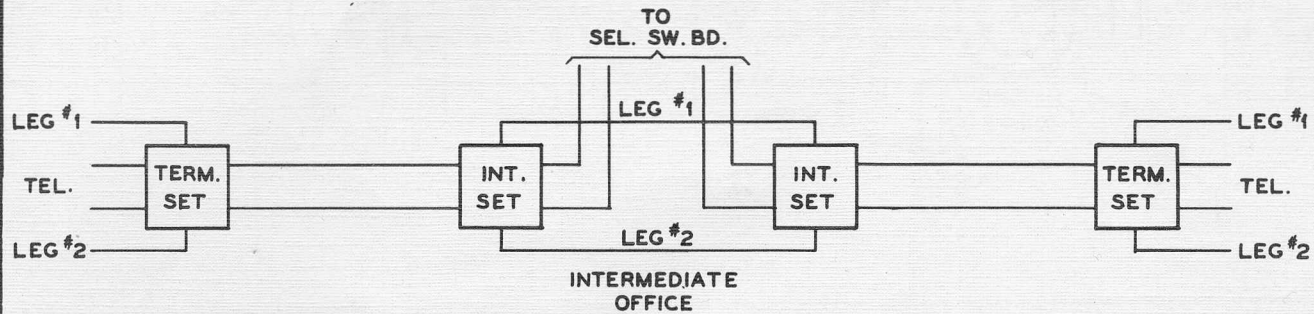 TO
SEL. SW. BD.
LEG #1
LEG #1
LEG #1
TERM.
SET
INT.
SET
INT.
SET
TERM.
SET
TEL.
TEL.
LEG #2
LEG #2
LEG #2
INTERMEDIATE
OFFICE